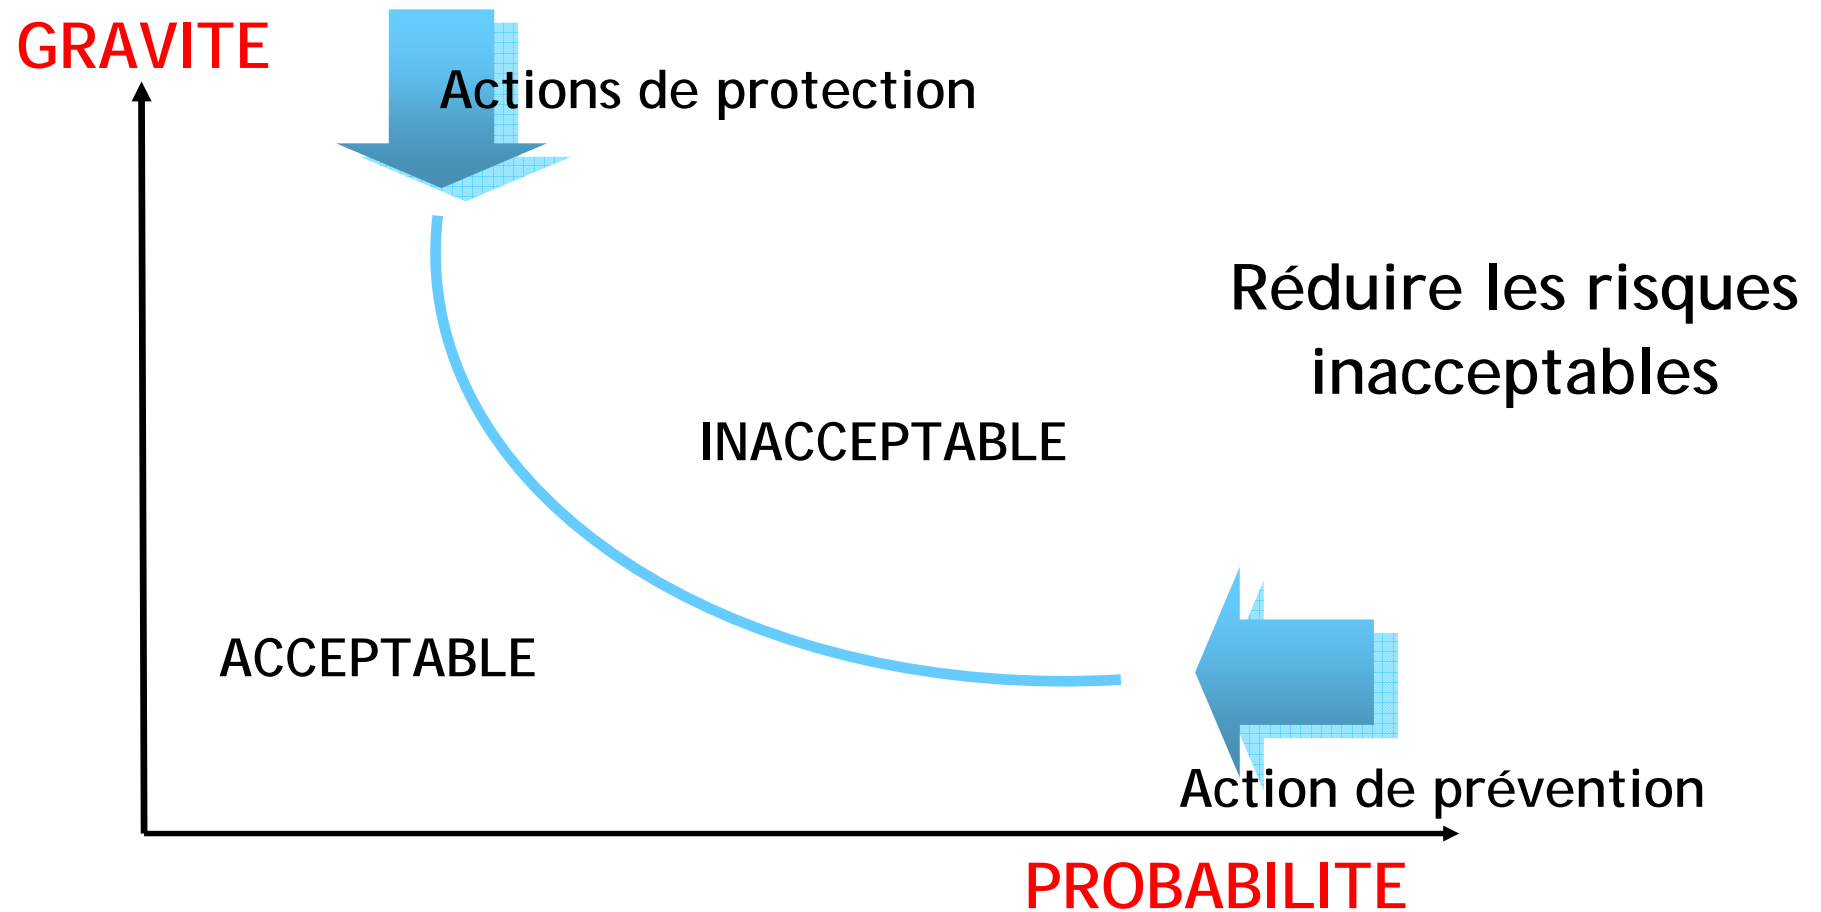 GRAVITE
Actions de protection
Réduire les risques
inacceptables
INACCEPTABLE
ACCEPTABLE
Action de prévention
PROBABILITE